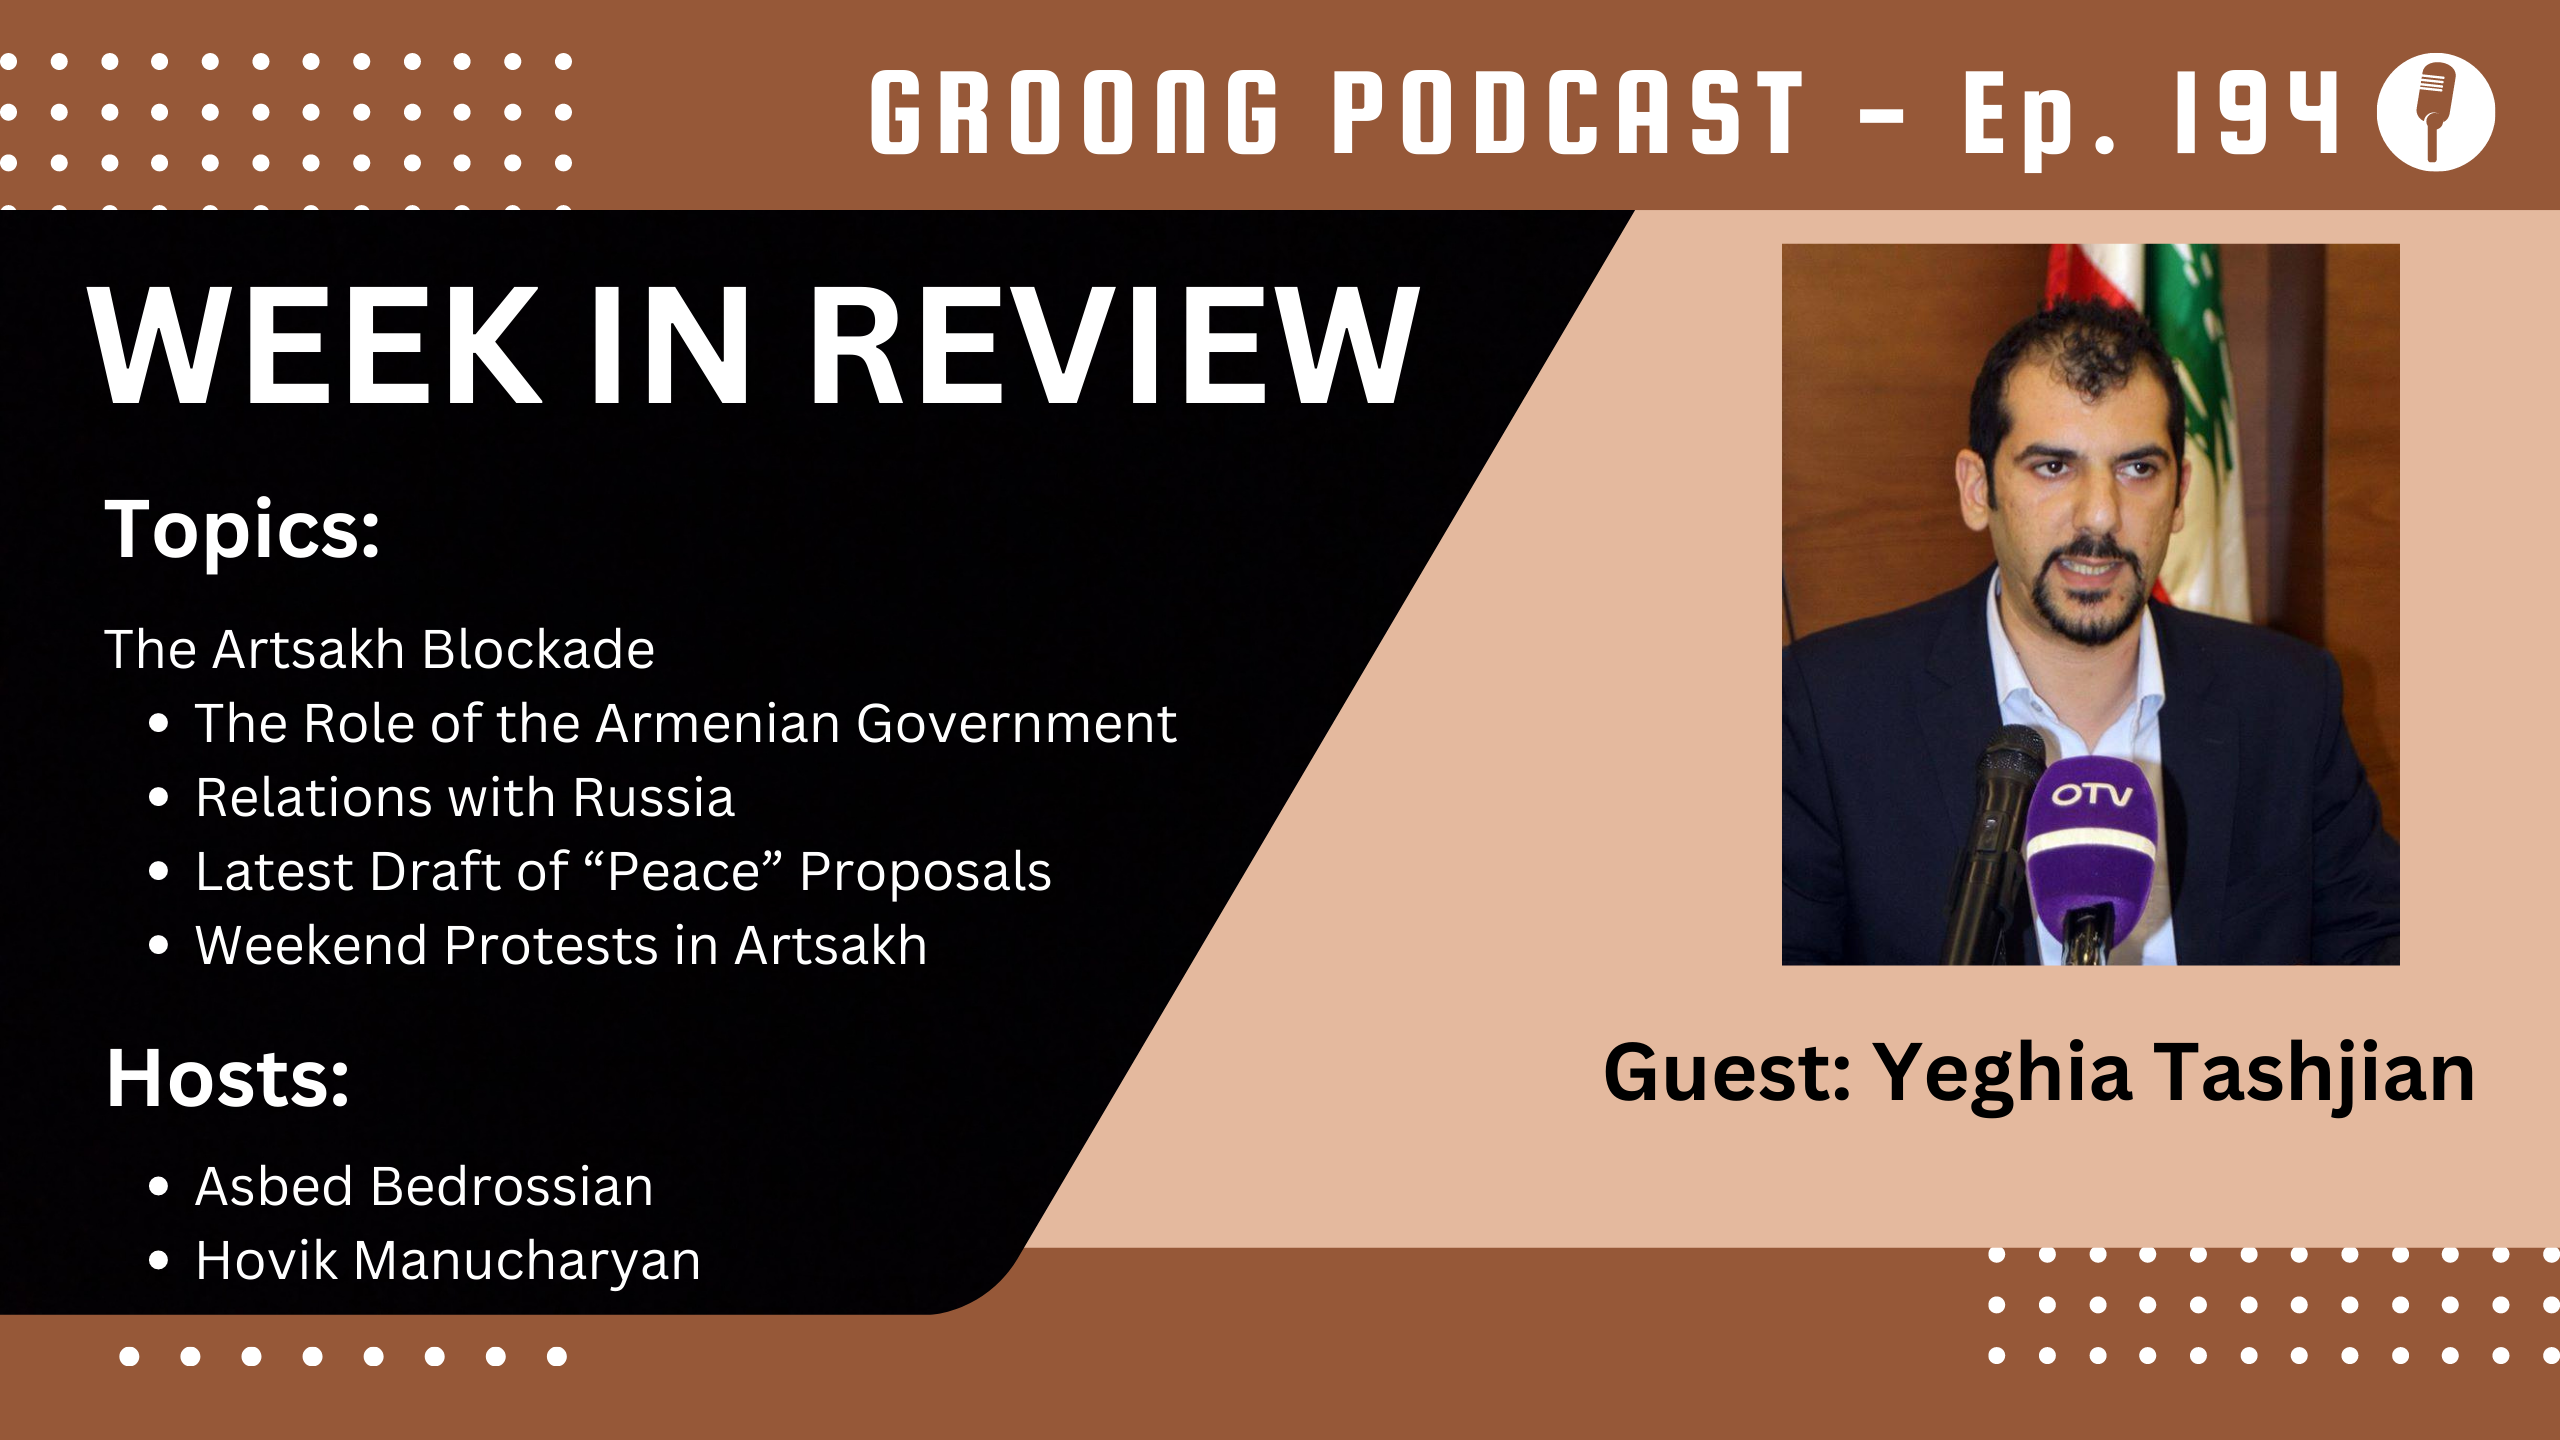 GROONG PODCAST - Ep. 194
WEEK IN REVIEW
Topics:
The Artsakh Blockade
• The Role of the Armenian Government
• Relations with Russia
• Latest Draft of “Peace” Proposals
• Weekend Protests in Artsakh
Hosts:
• Asbed Bedrossian
• Hovik Manucharyan
OTV
Guest: Yeghia Tashjian